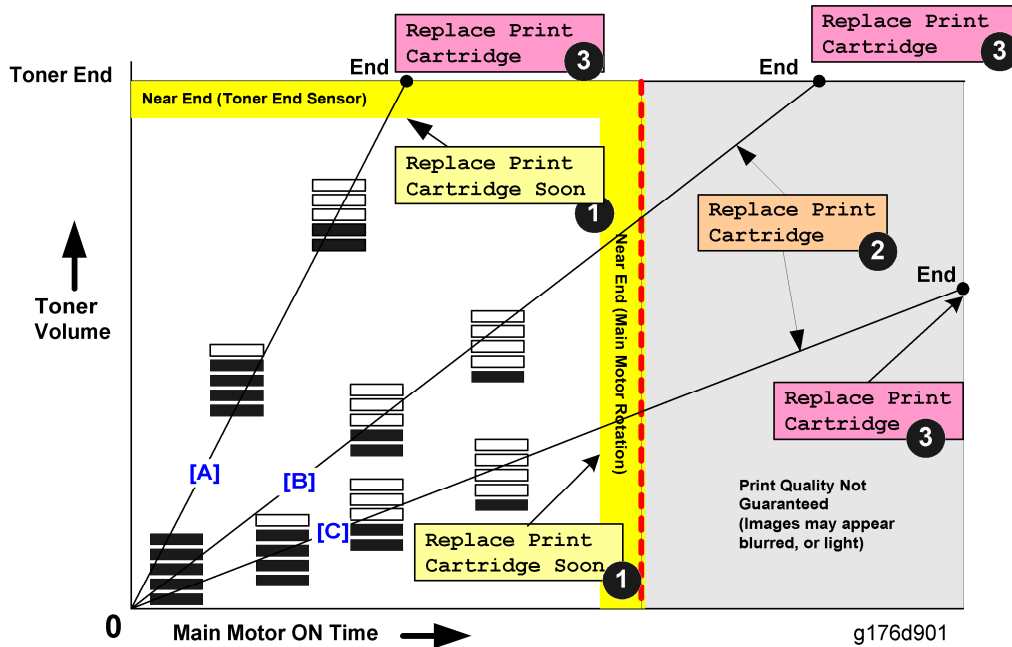 Replace Print
Cartridge
3
Replace Print
Cartridge
3
Toner End
End
End
Near End (Toner End Sensor)
Replace Print
Cartridge Soon
1
Replace Print
Cartridge
2
Near End (Main Motor Rotation)
End
Toner
Volume
Replace Print
Cartridge
3
[A]
[B]
[C]
Print Quality Not
Guaranteed
(Images may appear
blurred, or light)
Replace Print
Cartridge Soon
1
0
Main Motor ON Time
g176d901